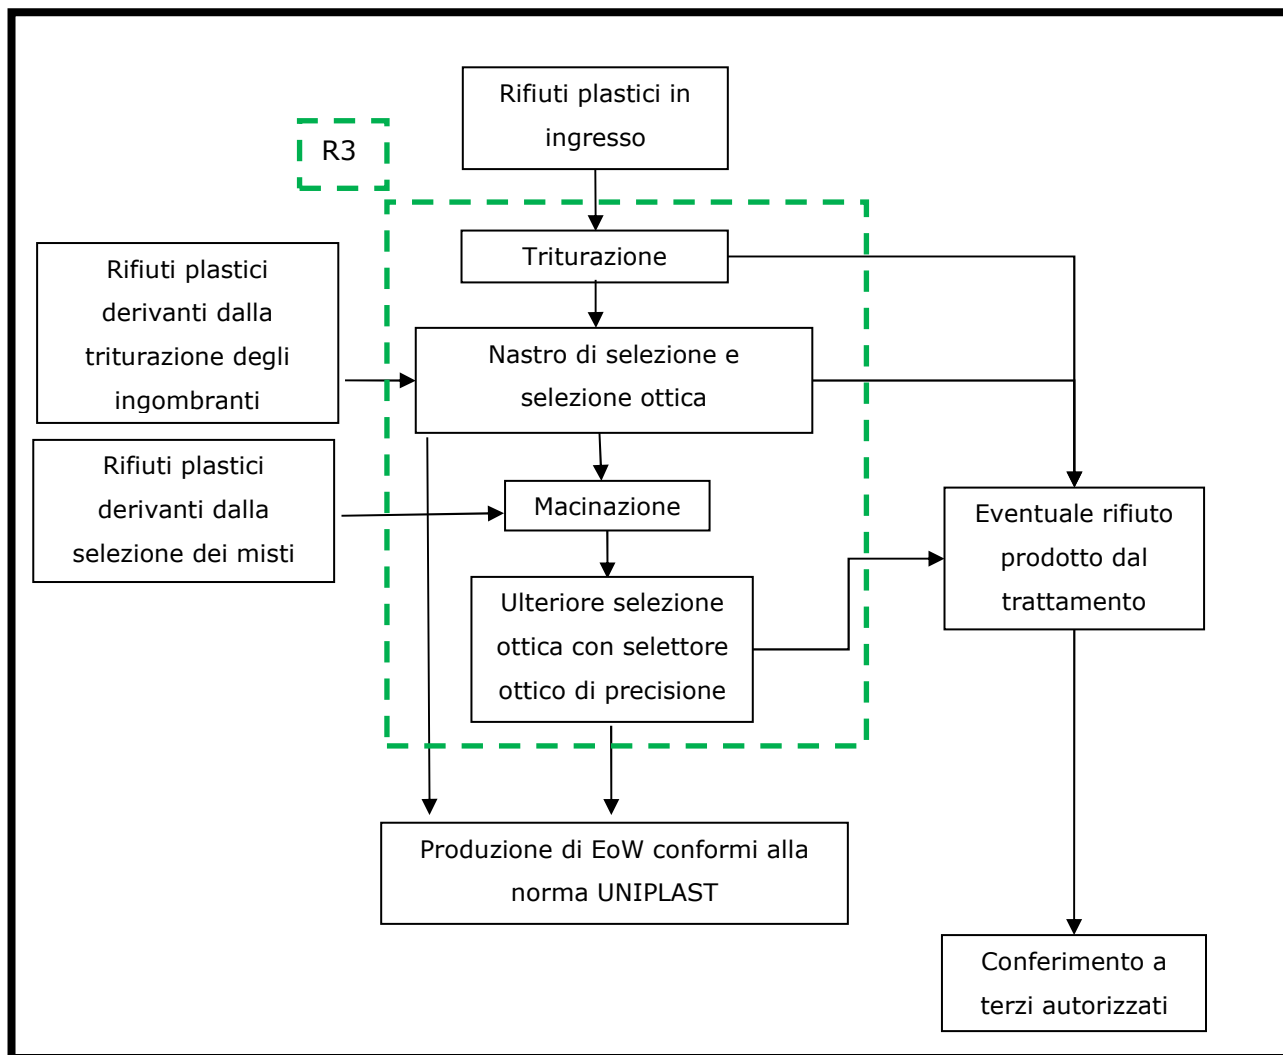 Rifiuti plastici in
ingresso
R3
Triturazione
Rifiuti plastici
derivanti dalla
triturazione degli
ingombranti
Nastro di selezione e
selezione ottica
Rifiuti plastici
derivanti dalla
selezione dei misti
Macinazione
Eventuale rifiuto
prodotto dal
trattamento
Ulteriore selezione
ottica con selettore
ottico di precisione
Produzione di EoW conformi alla
norma UNIPLAST
Conferimento a
terzi autorizzati